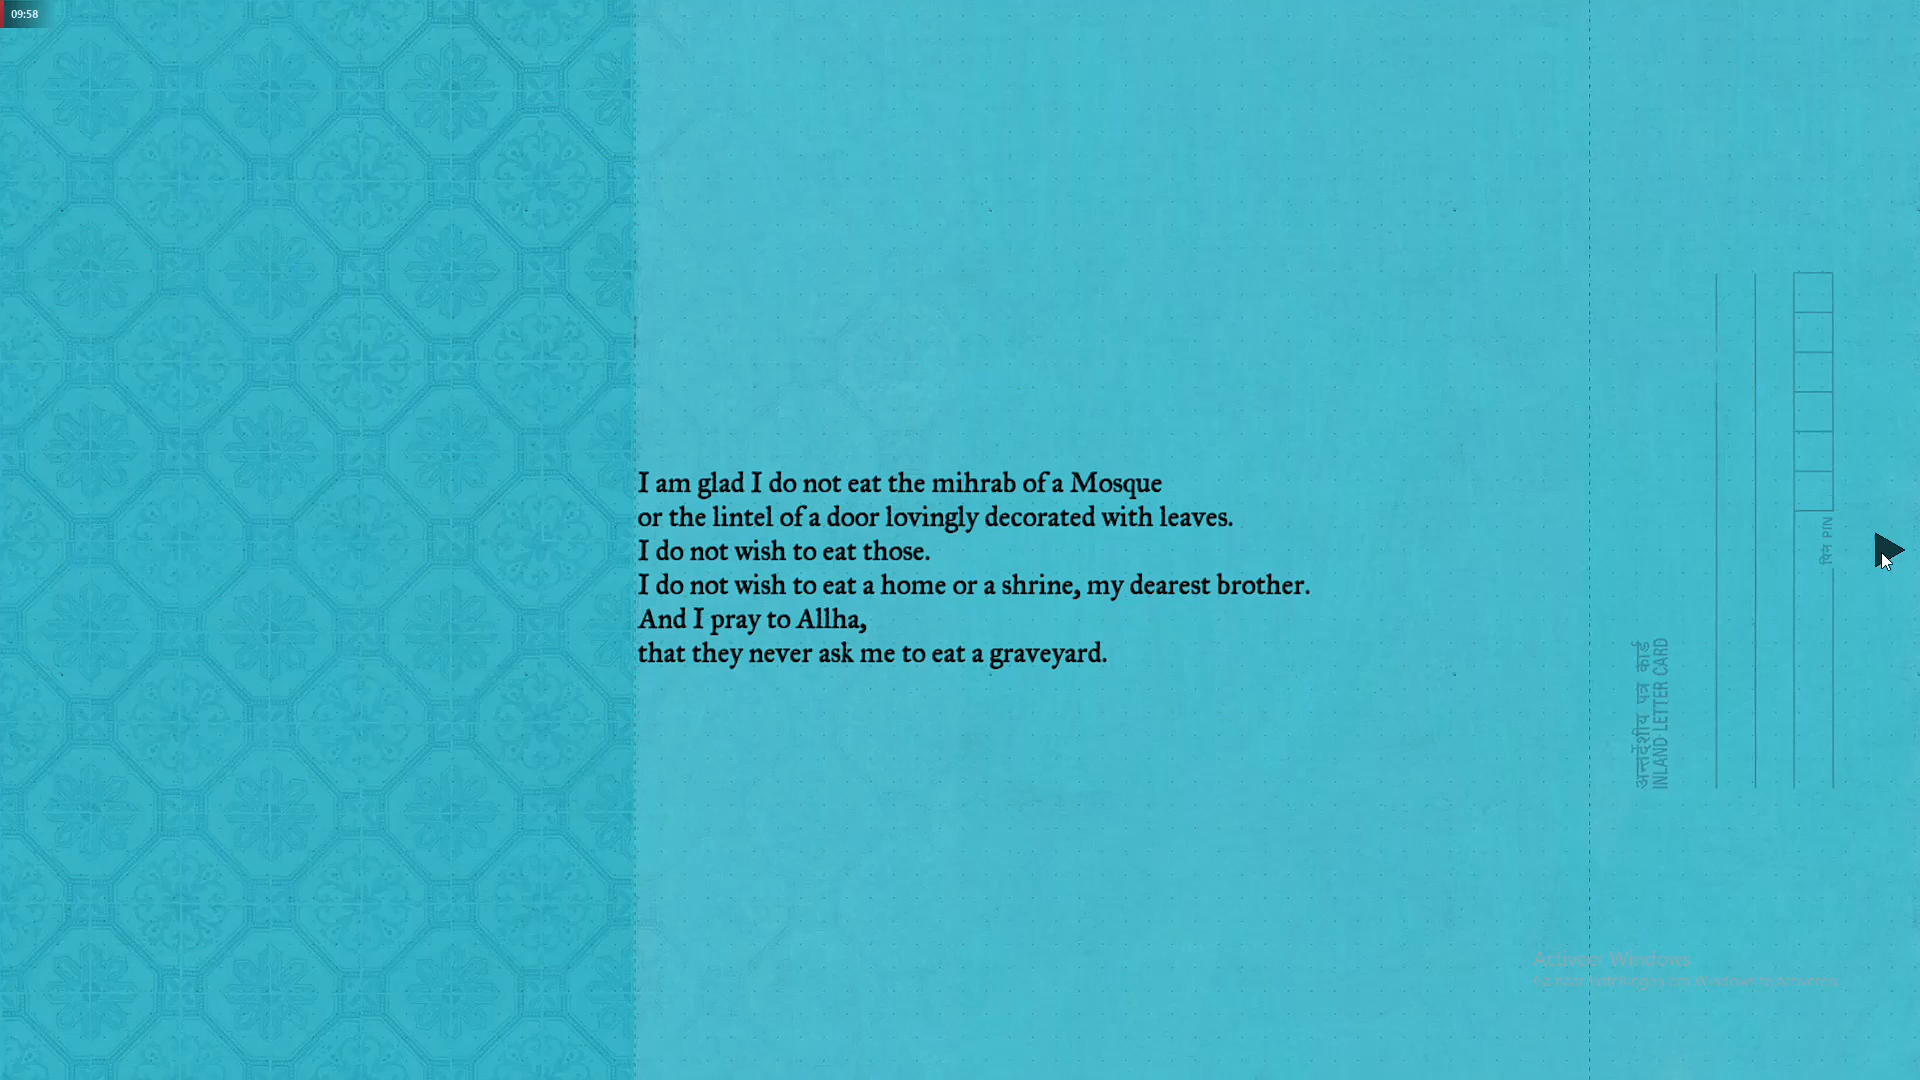 09:58
I am glad I do not eat the mihrab of a Mosque
or the lintel of a door lovingly decorated with leaves.
I do not wish to eat those.
I do not wish to eat a home or a shrine, my dearest brother.
And I pray to Allha,
that they never ask me to eat a graveyard.
पिन PIN
अन्तर्देशीय पत्र कार्ड
INLAND LETTER CARD
Activeer Windows